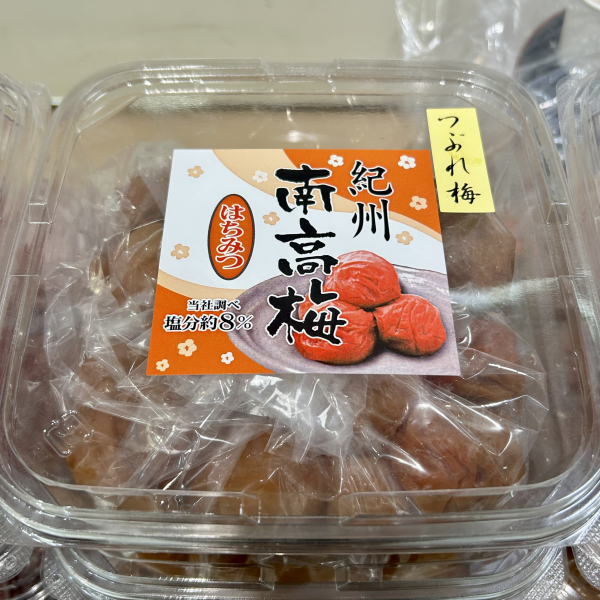 つぶれ梅
紀州
南高梅
はちみつ
当社調べ
塩分約8%